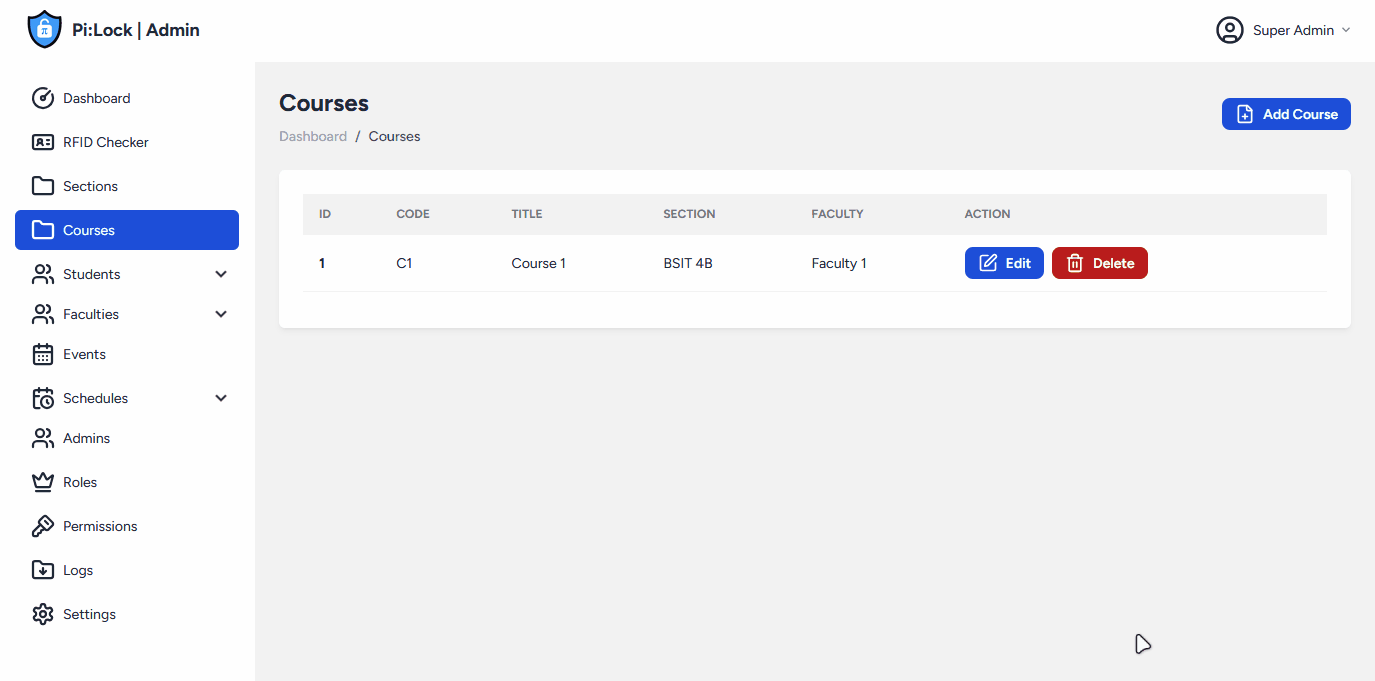 Pi:Lock | Admin
Super Admin
Dashboard
RFID Checker
Sections
Courses
Students
Faculties
Events
Schedules
Admins
Roles
Permissions
Logs
Settings
Courses
Dashboard / Courses
Add Course
ID CODE TITLE SECTION FACULTY ACTION
1 C1 Course 1 BSIT 4B Faculty 1 Edit Delete